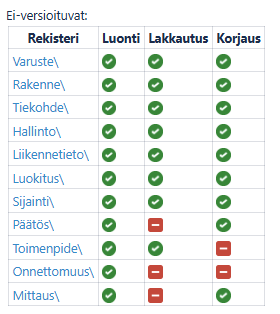 Ei-versioituvat:
Rekisteri Luonti Lakkautus Korjaus
Varuste\
Rakenne\
Tiekohde\
Hallinto\
Liikennetieto\
Luokitus\
Sijainti\
Päätös\
Toimenpide\
Onnettomuus\
Mittaus\